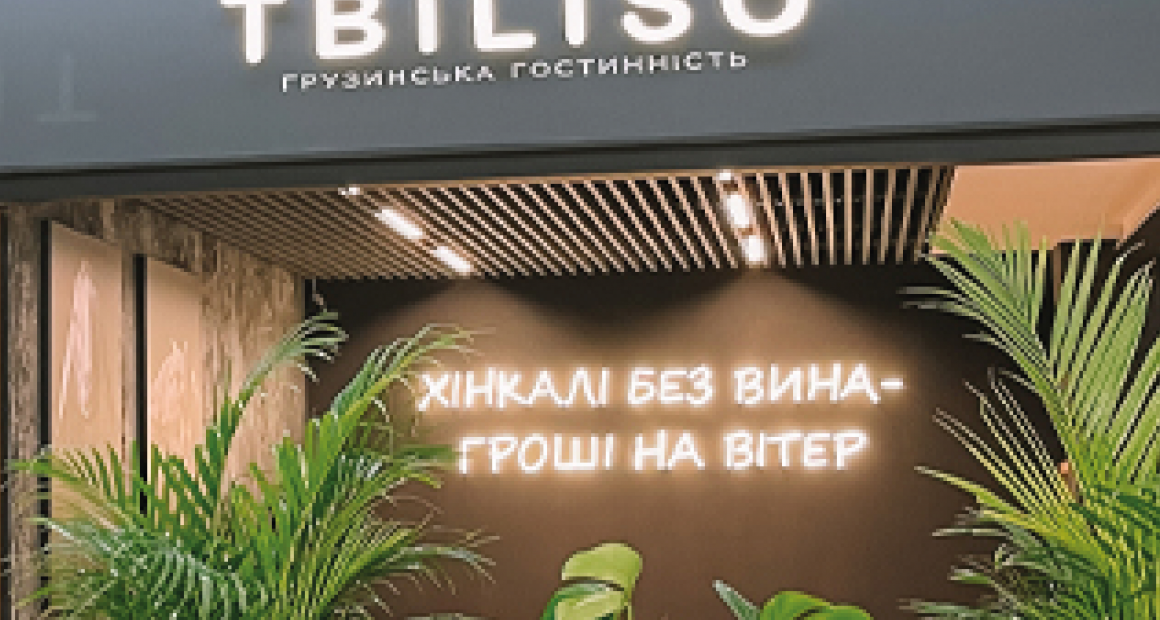 TBILISO
ГРУЗИНСЬКА ГОСТИННІСТЬ
ХІНКАЛІ БЕЗ ВИНА-
ГРОШІ НА ВІТЕР